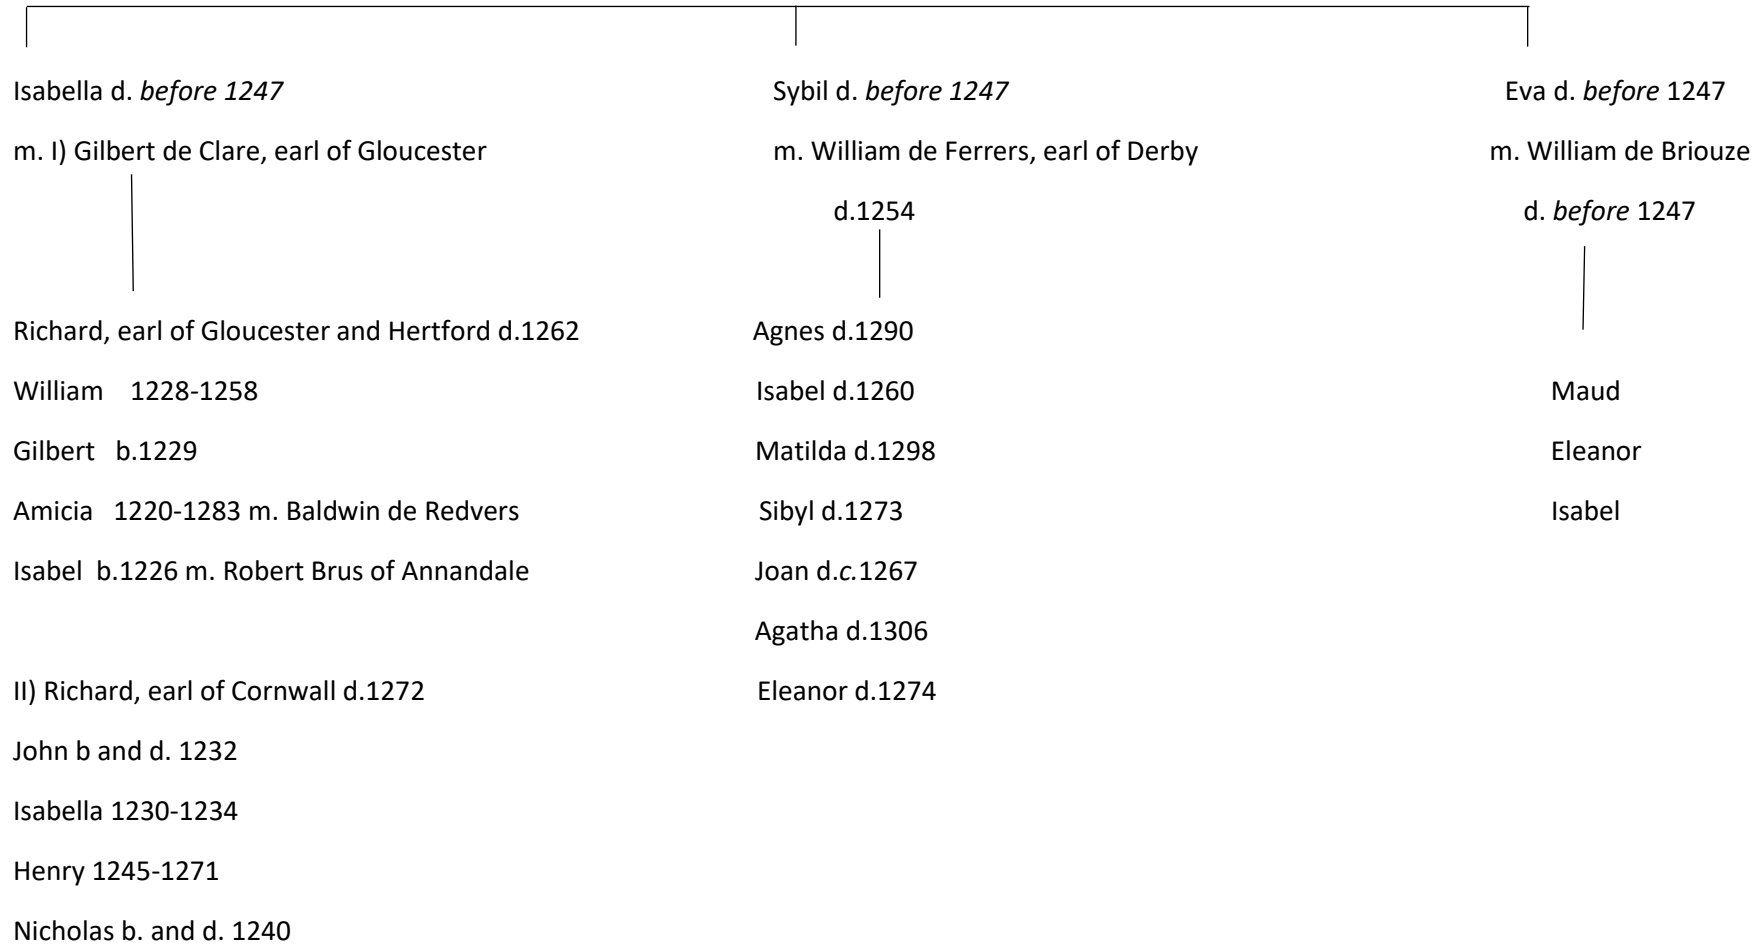 Isabella d. before 1247
m. I) Gilbert de Clare, earl of Gloucester
Richard, earl of Gloucester and Hertford d.1262
William 1228-1258
Gilbert b.1229
Amicia 1220-1283 m. Baldwin de Redvers
Isabel b.1226 m. Robert Brus of Annandale
II) Richard, earl of Cornwall d.1272
John b and d. 1232
Isabella 1230-1234
Henry 1245-1271
Nicholas b. and d. 1240
Sybil d. before 1247
m. William de Ferrers, earl of Derby
d.1254
Agnes d.1290
Isabel d.1260
Matilda d.1298
Sibyl d.1273
Joan d.c.1267
Agatha d.1306
Eleanor d.1274
Eva d. before 1247
m. William de Briouze
d. before 1247
Maud
Eleanor
Isabel